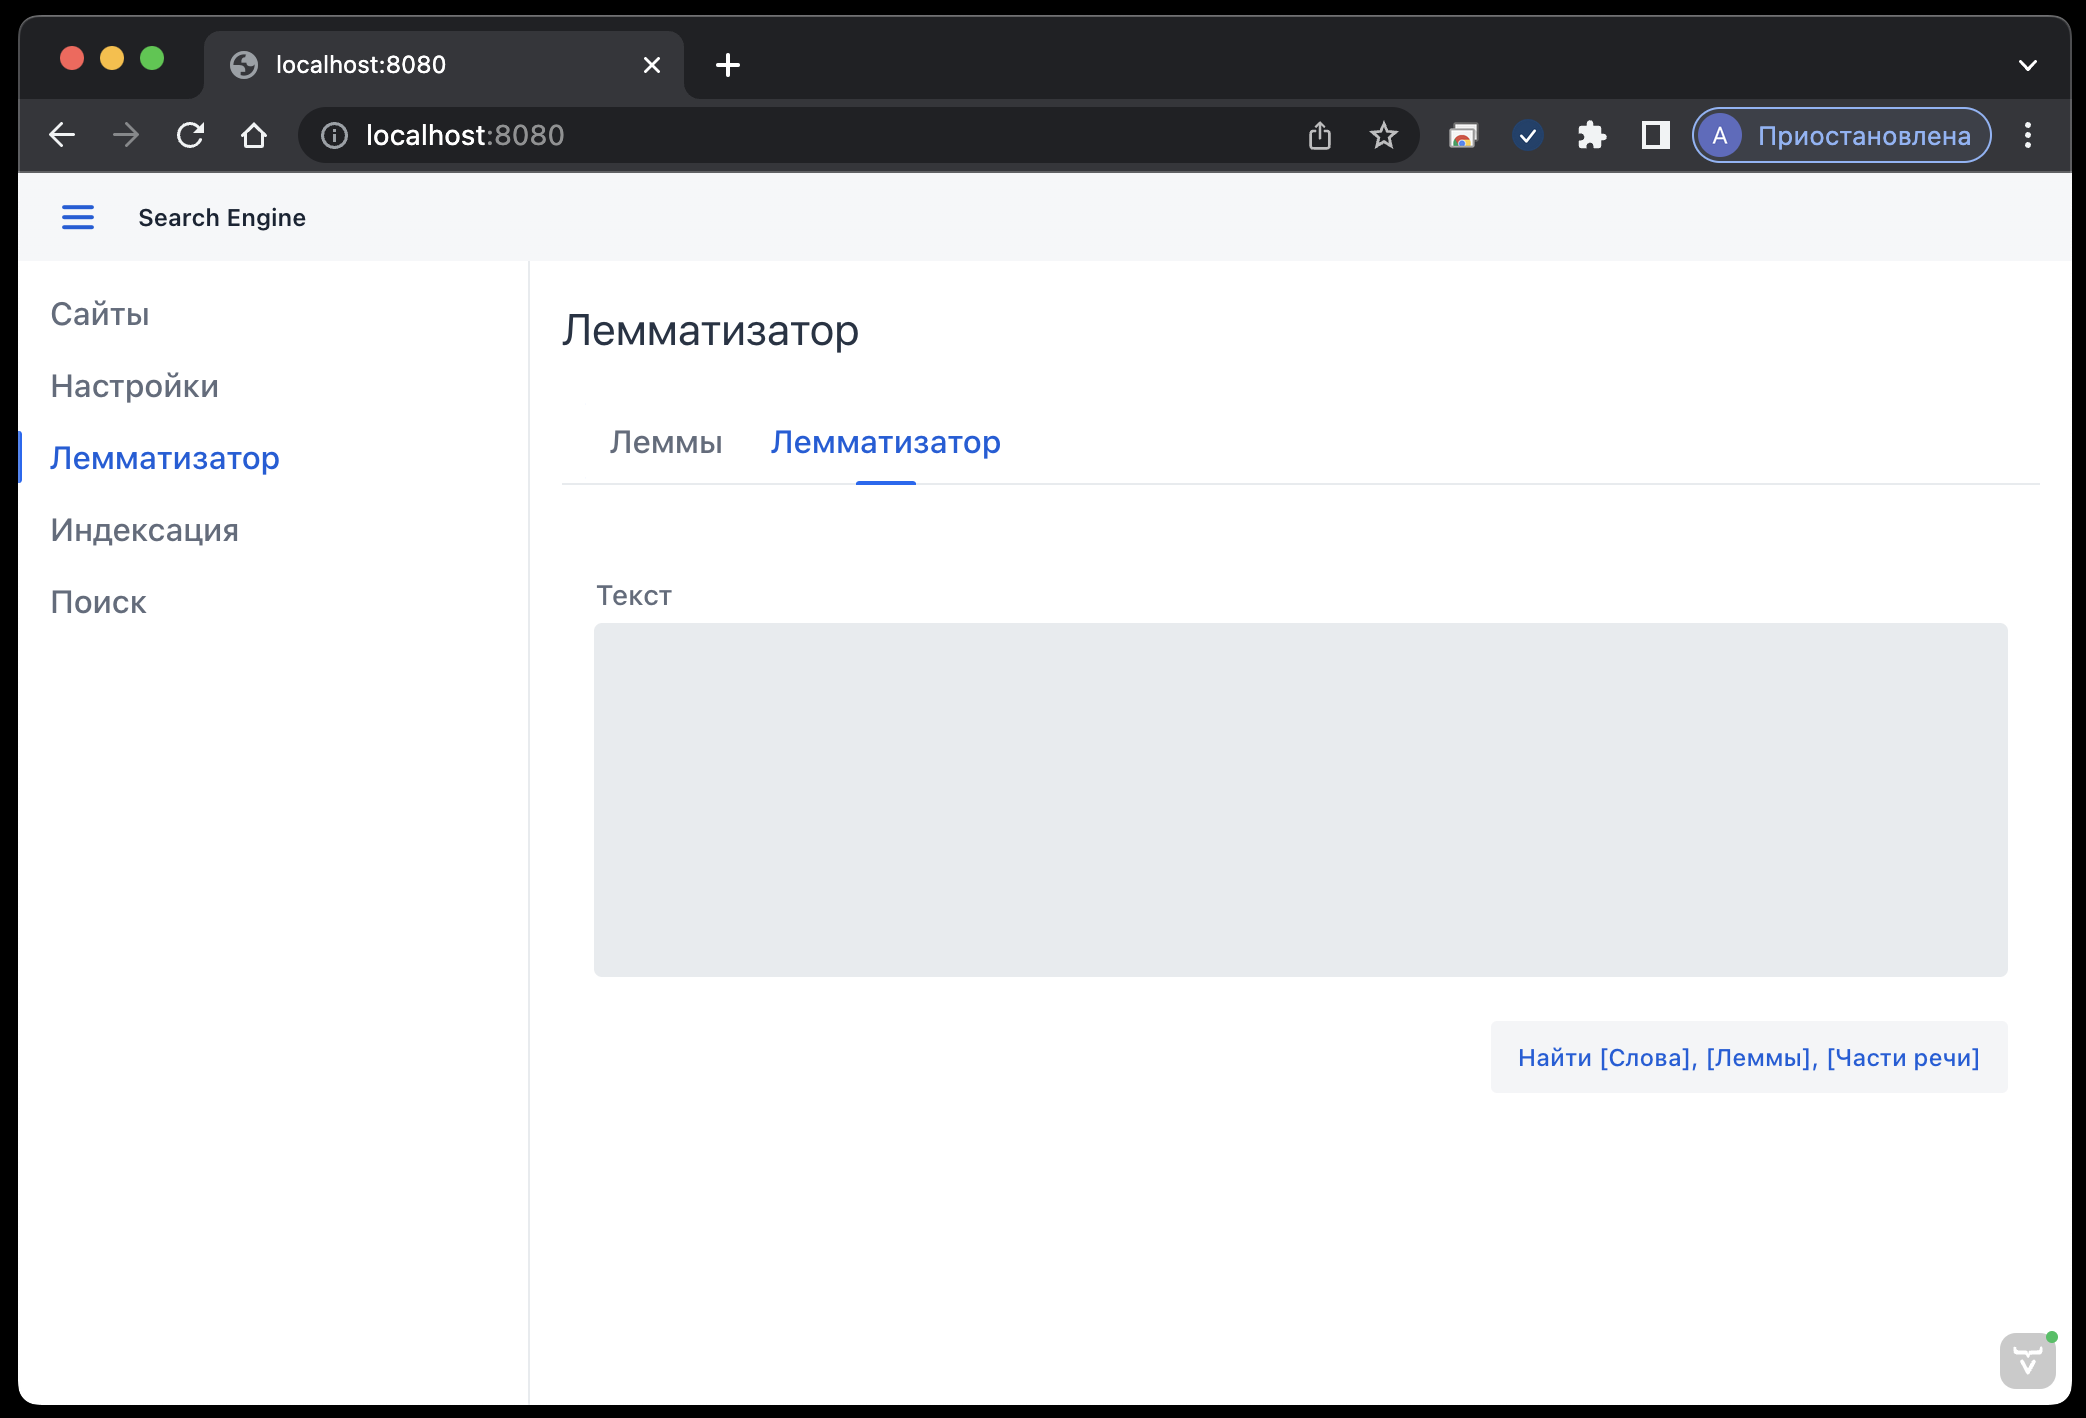 localhost:8080
localhost:8080
A Приостановлена
Search Engine
Сайты
Настройки
Лемматизатор
Индексация
Поиск
Лемматизатор
Леммы Лемматизатор
Текст
Найти [Слова], [Леммы], [Части речи]